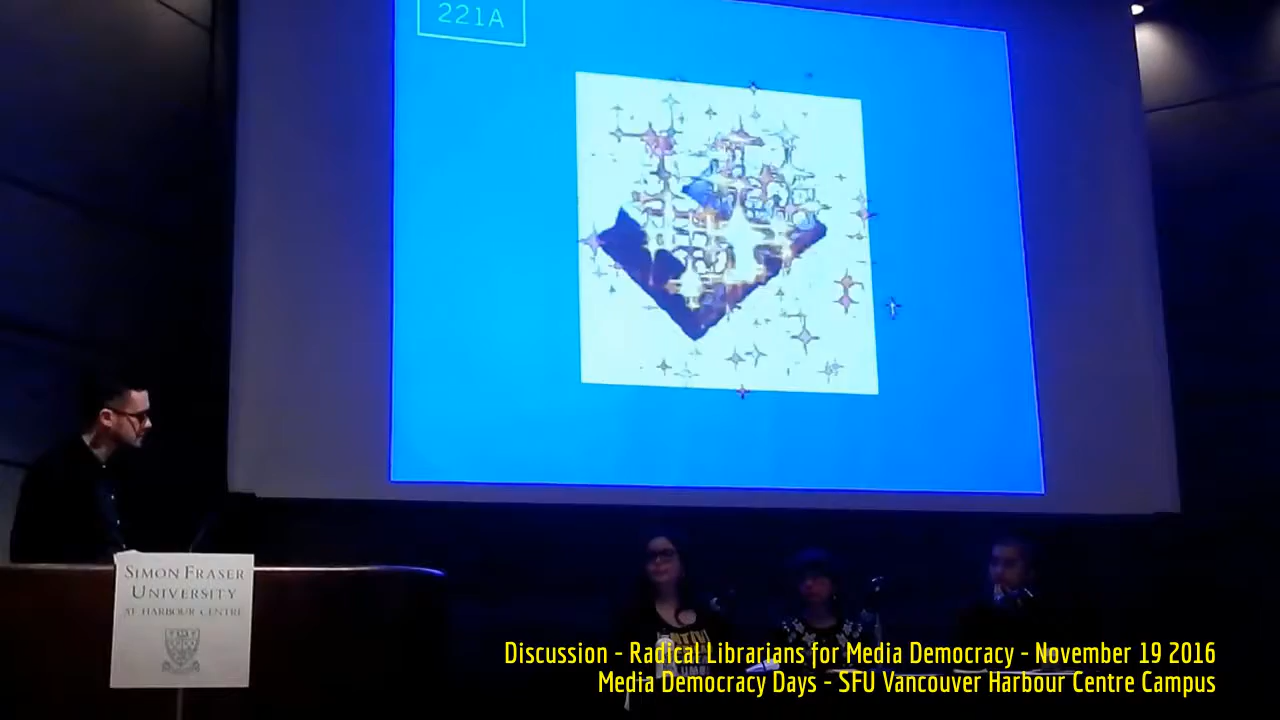 221A
SIMON FRASER
UNIVERSITY
AT HARBOUR CENTRE
Discussion - Radical Librarians for Media Democracy - November 19 2016
Media Democracy Days - SFU Vancouver Harbour Centre Campus